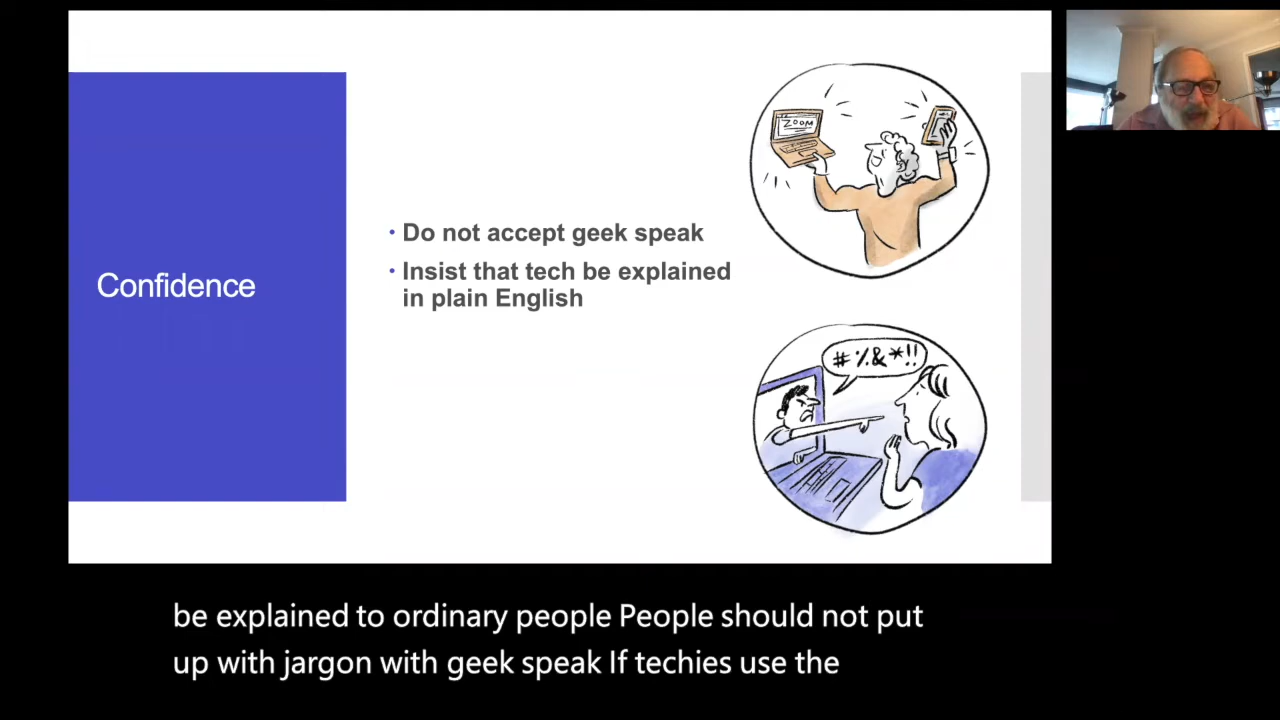 Confidence
• Do not accept geek speak
• Insist that tech be explained
in plain English
ZOOM
#%&*!!
be explained to ordinary people People should not put
up with jargon with geek speak If techies use the